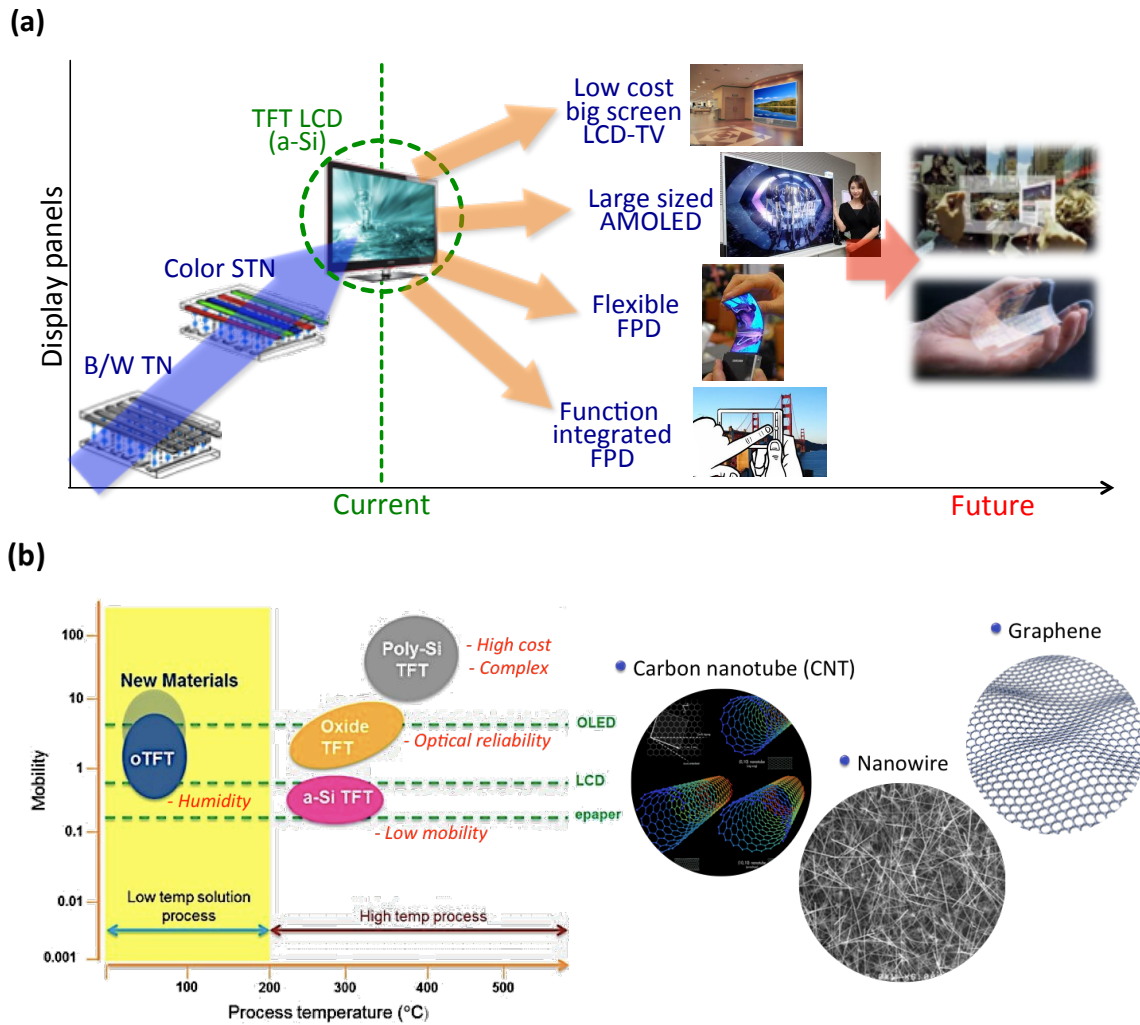 (a)
Display panels
B/W TN
Color STN
TFT LCD
(a-Si)
Low cost
big screen
LCD-TV
Large sized
AMOLED
Flexible
FPD
Function
integrated
FPD
Current
Future
(b)
Mobility
100
10
1
0.1
0.01
0.001
New Materials
oTFT
- Humidity
Poly-Si
TFT
- High cost
- Complex
Oxide
TFT
- Optical reliability
a-Si TFT
- Low mobility
OLED
LCD
epaper
Low temp solution
process
High temp process
100
200
300
400
500
Process temperature (°C)
Carbon nanotube (CNT)
Nanowire
Graphene